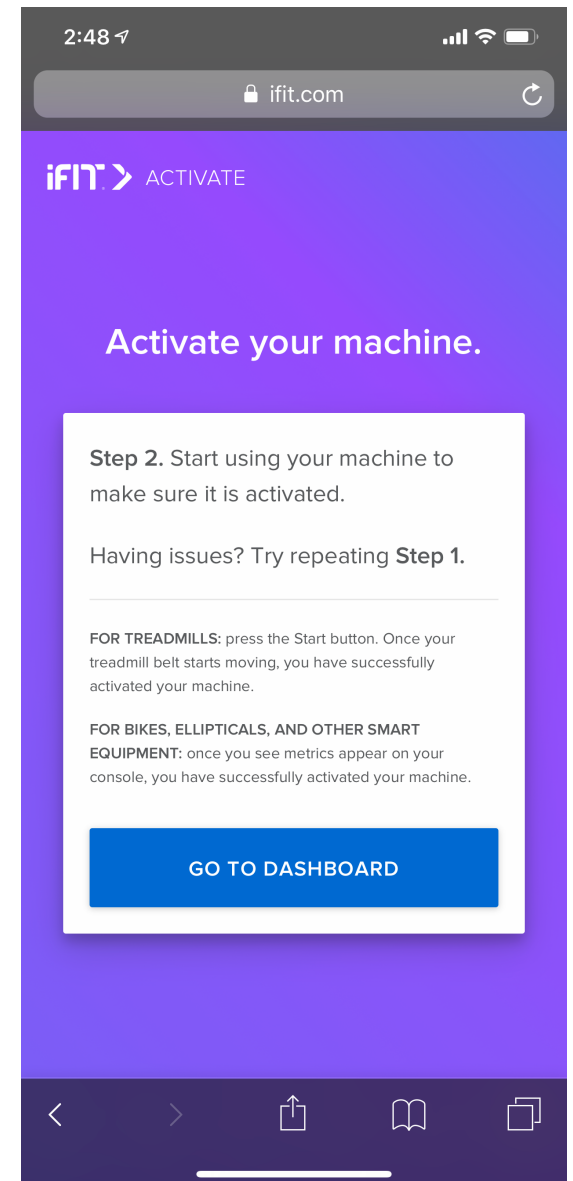 2:48
ifit.com
iFIT. ACTIVATE
Activate your machine.
Step 2. Start using your machine to
make sure it is activated.
Having issues? Try repeating Step 1.
FOR TREADMILLS: press the Start button. Once your
treadmill belt starts moving, you have successfully
activated your machine.
FOR BIKES, ELLIPTICALS, AND OTHER SMART
EQUIPMENT: once you see metrics appear on your
console, you have successfully activated your machine.
GO TO DASHBOARD